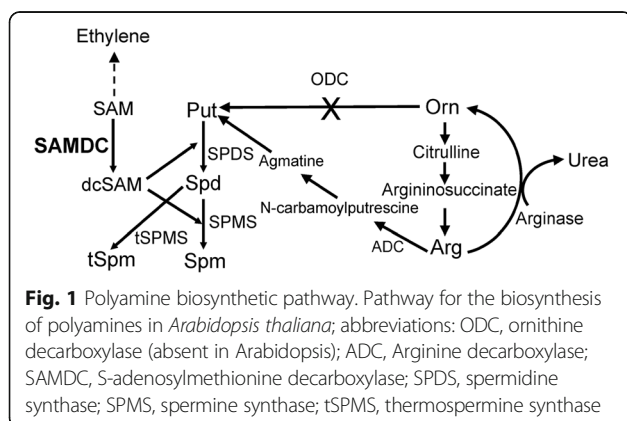 Ethylene
SAM
SAMDC
dcSAM
Put
ODC
Orn
SPDS
Agmatine
Citrulline
Urea
Spd
Argininosuccinate
N-carbamoylputrescine
Arginase
tSPMS
SPMS
ADC
Arg
tSpm
Spm
X
Fig. 1 Polyamine biosynthetic pathway. Pathway for the biosynthesis
of polyamines in Arabidopsis thaliana; abbreviations: ODC, ornithine
decarboxylase (absent in Arabidopsis); ADC, Arginine decarboxylase;
SAMDC, S-adenosylmethionine decarboxylase; SPDS, spermidine
synthase; SPMS, spermine synthase; tSPMS, thermospermine synthase